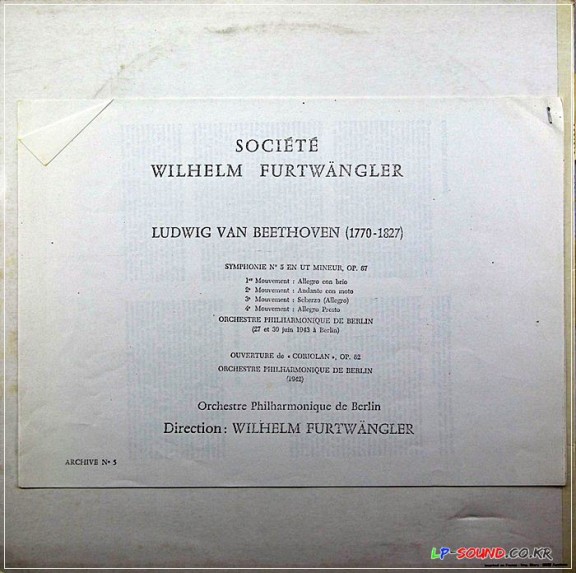 SOCIÉTÉ
WILHELM FURTWÄNGLER
LUDWIG VAN BEETHOVEN (1770-1827)
SYMPHONIE N° 5 EN UT MINEUR, OP. 67
1er Mouvement : Allegro con brio
2e Mouvement : Andante con moto
3e Mouvement : Scherzo (Allegro)
4e Mouvement : Allegro Presto
ORCHESTRE PHILHARMONIQUE DE BERLIN
(27 et 30 juin 1943 à Berlin)
OUVERTURE de « CORIOLAN », OP. 62
ORCHESTRE PHILHARMONIQUE DE BERLIN
(1943)
Orchestre Philharmonique de Berlin
Direction: WILHELM FURTWÄNGLER
ARCHIVE N° 5
LP-SOUND.CO.KR